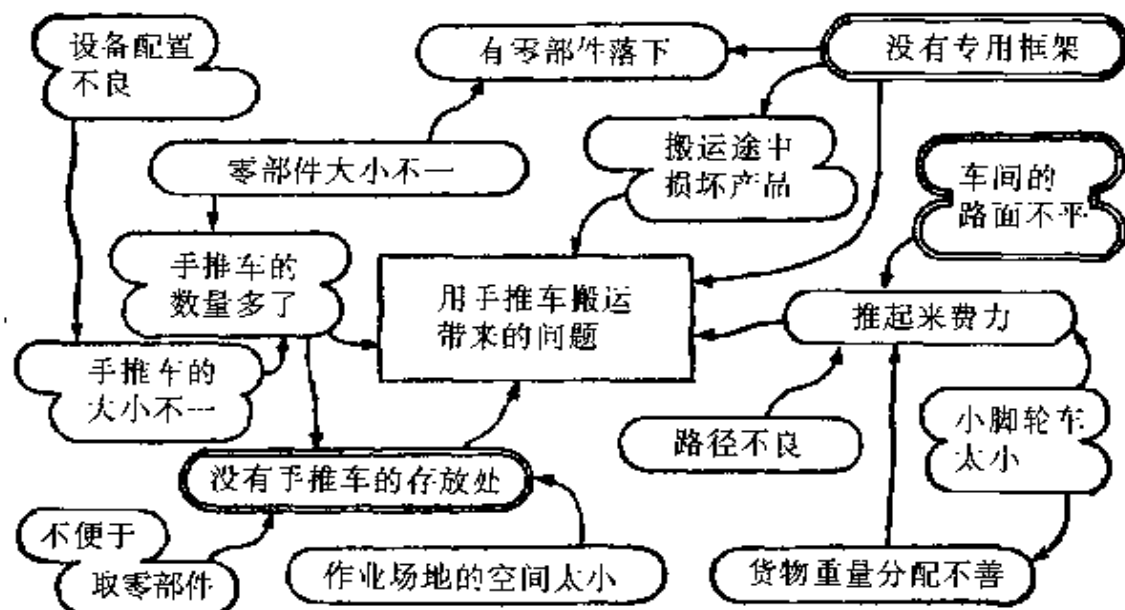 设备配置
不良
有零部件落下
没有专用框架
零部件大小不一
搬运途中
损坏产品
车间的
路面不平
手推车的
数量多了
用手推车搬运
带来的问题
推起来费力
手推车的
大小不一
路径不良
小脚轮车
太小
没有手推车的存放处
不便于
取零部件
作业场地的空间太小
货物重量分配不善